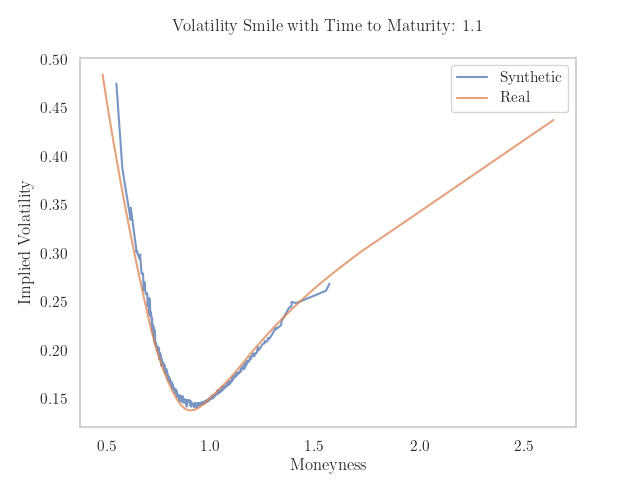 Volatility Smile with Time to Maturity: 1.1
Synthetic
Real
Implied Volatility
0.50
0.45
0.40
0.35
0.30
0.25
0.20
0.15
0.5 1.0 1.5 2.0 2.5
Moneyness